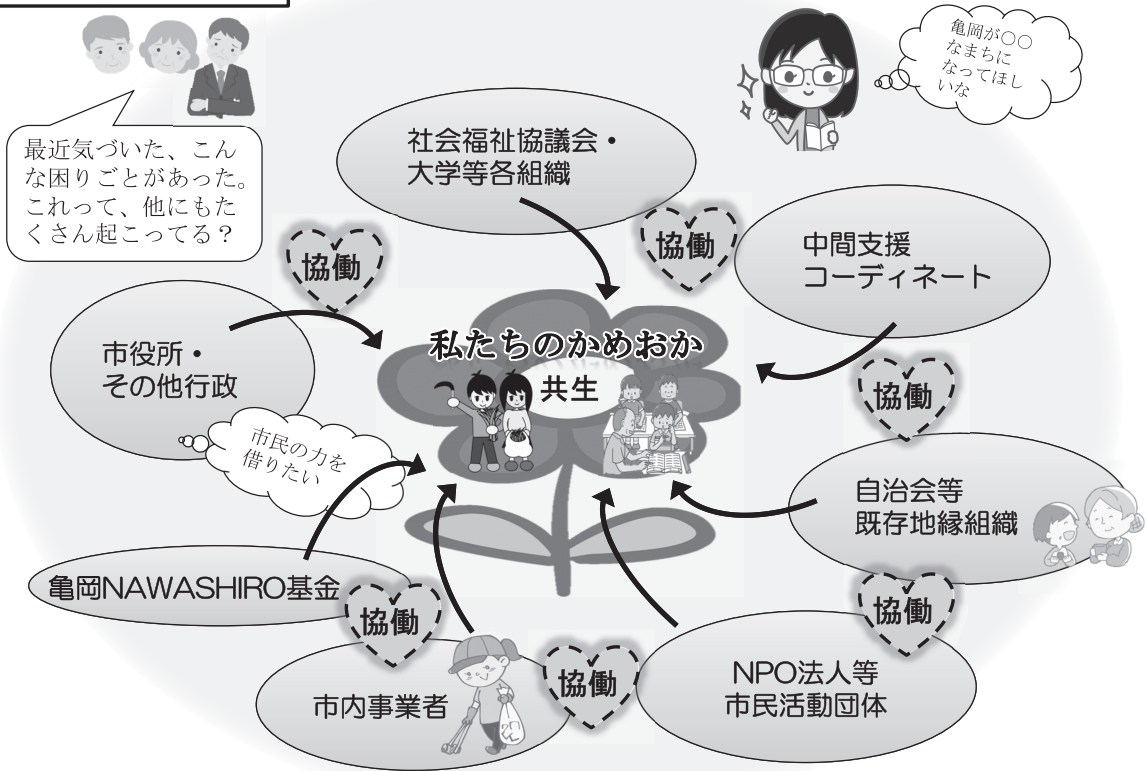 亀岡が○○
なまちに
なってほし
いな
最近気づいた、こん
な困りごとがあった。
これって、他にもた
くさん起こってる？
社会福祉協議会・
大学等各組織
協働
協働
中間支援
コーディネート
市役所・
その他行政
私たちのかめおか
共生
協働
市民の力を
借りたい
自治会等
既存地縁組織
亀岡NAWASHIRO基金
協働
協働
協働
NPO法人等
市民活動団体
市内事業者